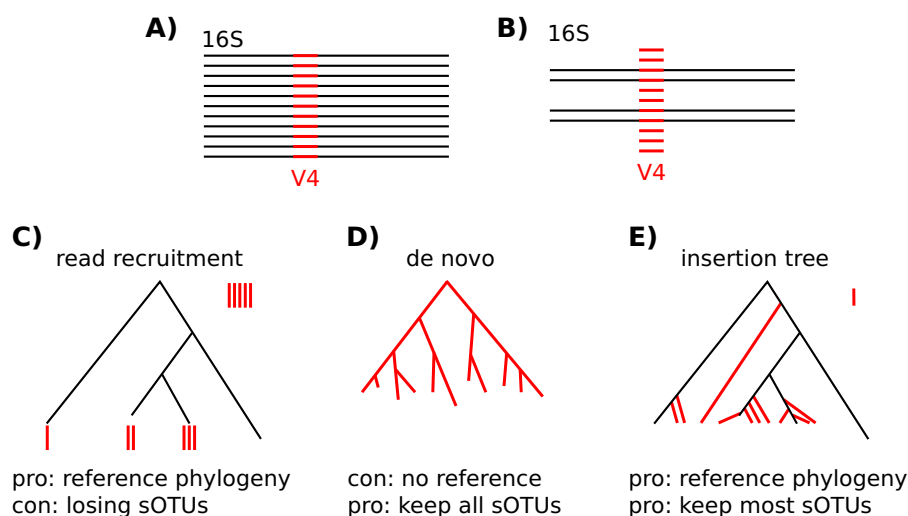 A)
16S
V4
B)
16S
V4
C)
read recruitment
pro: reference phylogeny
con: losing sOTUs
D)
de novo
con: no reference
pro: keep all sOTUs
E)
insertion tree
pro: reference phylogeny
pro: keep most sOTUs